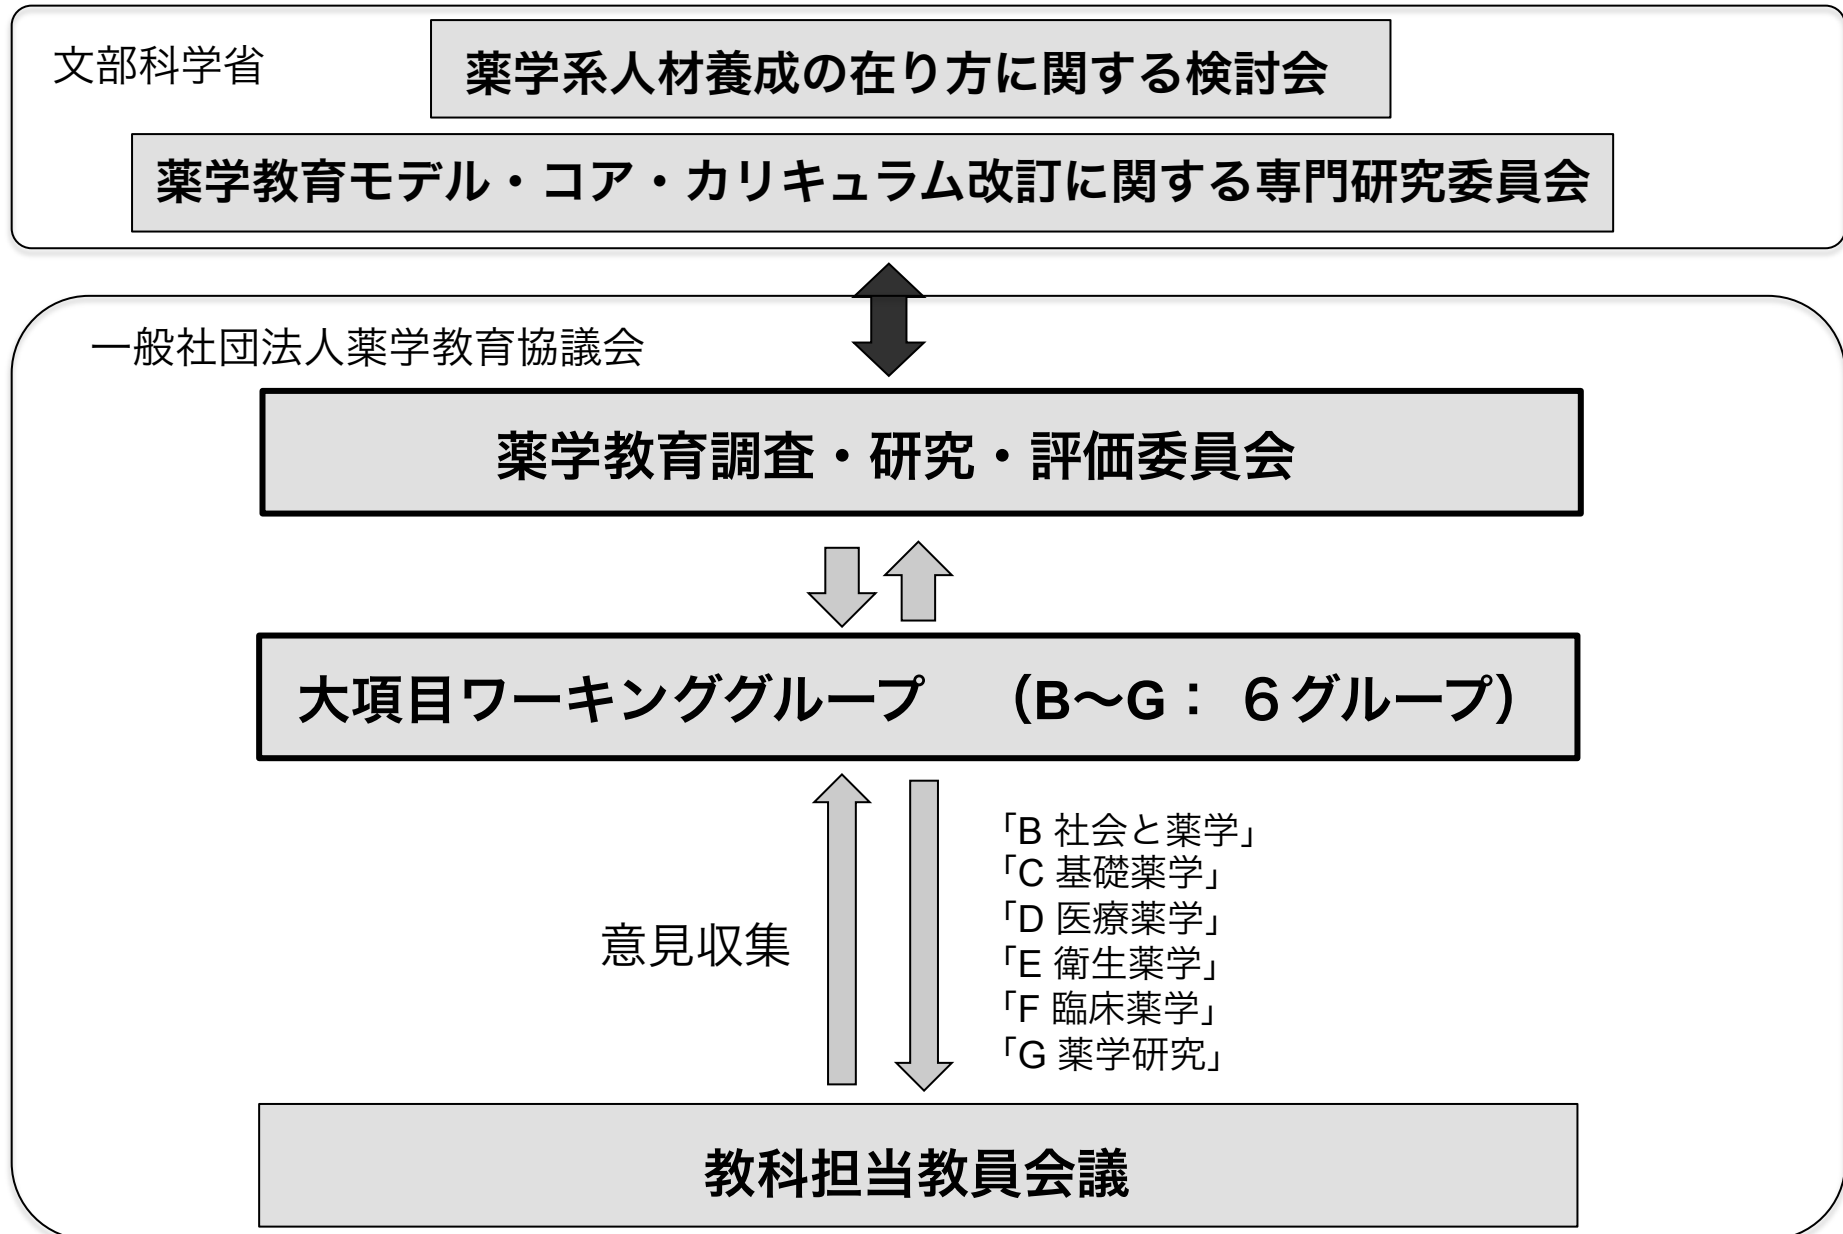 文部科学省
薬学系人材養成の在り方に関する検討会
薬学教育モデル・コア・カリキュラム改訂に関する専門研究委員会
一般社団法人薬学教育協議会
薬学教育調査・研究・評価委員会
大項目ワーキンググループ　（B〜G： ６グループ）
意見収集
「B 社会と薬学」
「C 基礎薬学」
「D 医療薬学」
「E 衛生薬学」
「F 臨床薬学」
「G 薬学研究」
教科担当教員会議